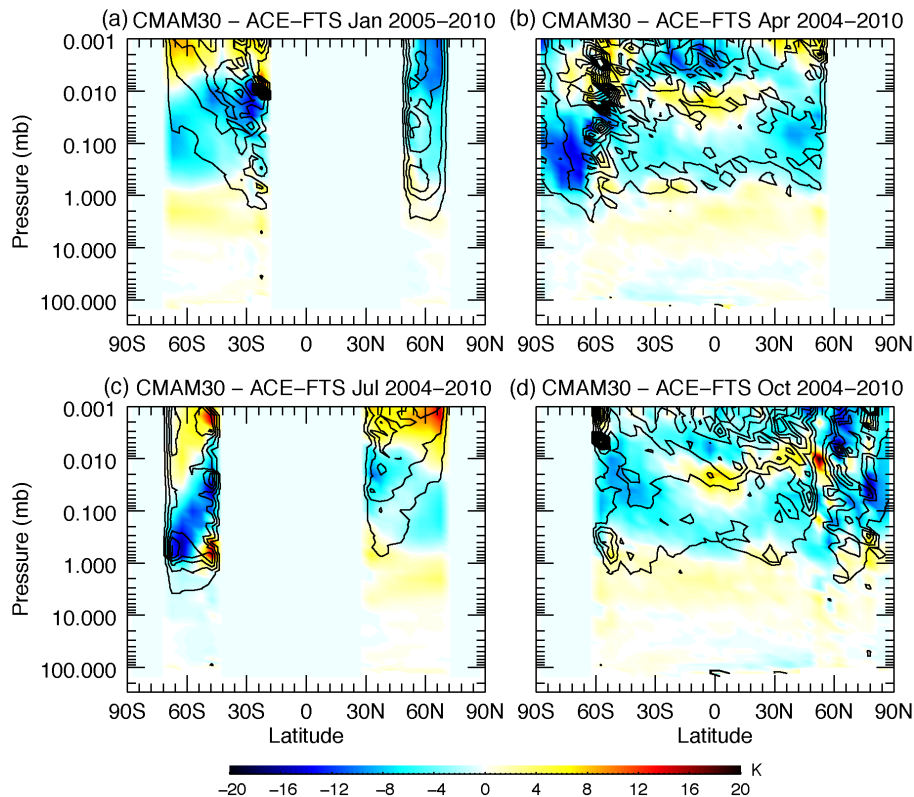 (a) CMAM30 − ACE−FTS Jan 2005−2010
(b) CMAM30 − ACE−FTS Apr 2004−2010
Pressure (mb)
0.001
0.010
0.100
1.000
10.000
100.000
90S 60S 30S 0 30N 60N 90N
90S 60S 30S 0 30N 60N 90N
(c) CMAM30 − ACE−FTS Jul 2004−2010
(d) CMAM30 − ACE−FTS Oct 2004−2010
Pressure (mb)
0.001
0.010
0.100
1.000
10.000
100.000
90S 60S 30S 0 30N 60N 90N
90S 60S 30S 0 30N 60N 90N
Latitude
Latitude
K
−20 −16 −12 −8 −4 0 4 8 12 16 20